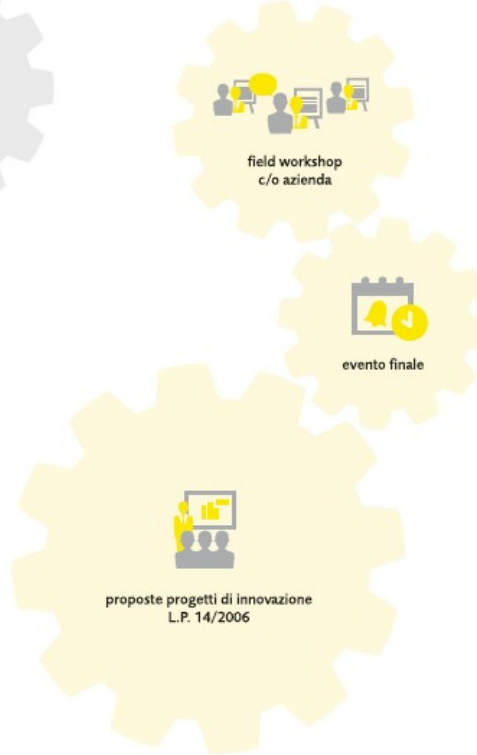 field workshop
c/o azienda
evento finale
proposte progetti di innovazione
L.P. 14/2006